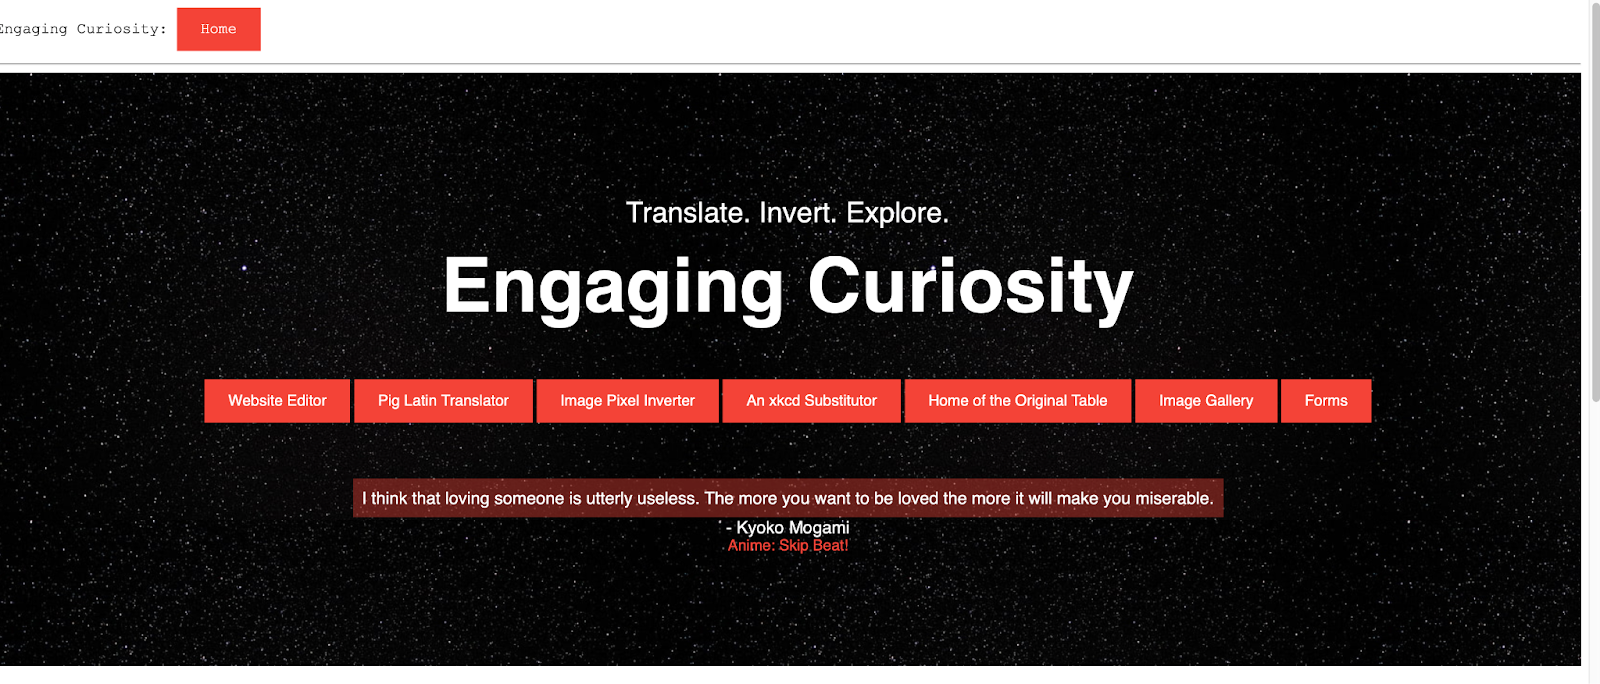 Engaging Curiosity: Home
Translate. Invert. Explore.
Engaging Curiosity
Website Editor Pig Latin Translator Image Pixel Inverter An xkcd Substitutor Home of the Original Table Image Gallery Forms
I think that loving someone is utterly useless. The more you want to be loved the more it will make you miserable.
- Kyoko Mogami
Anime: Skip Beat!